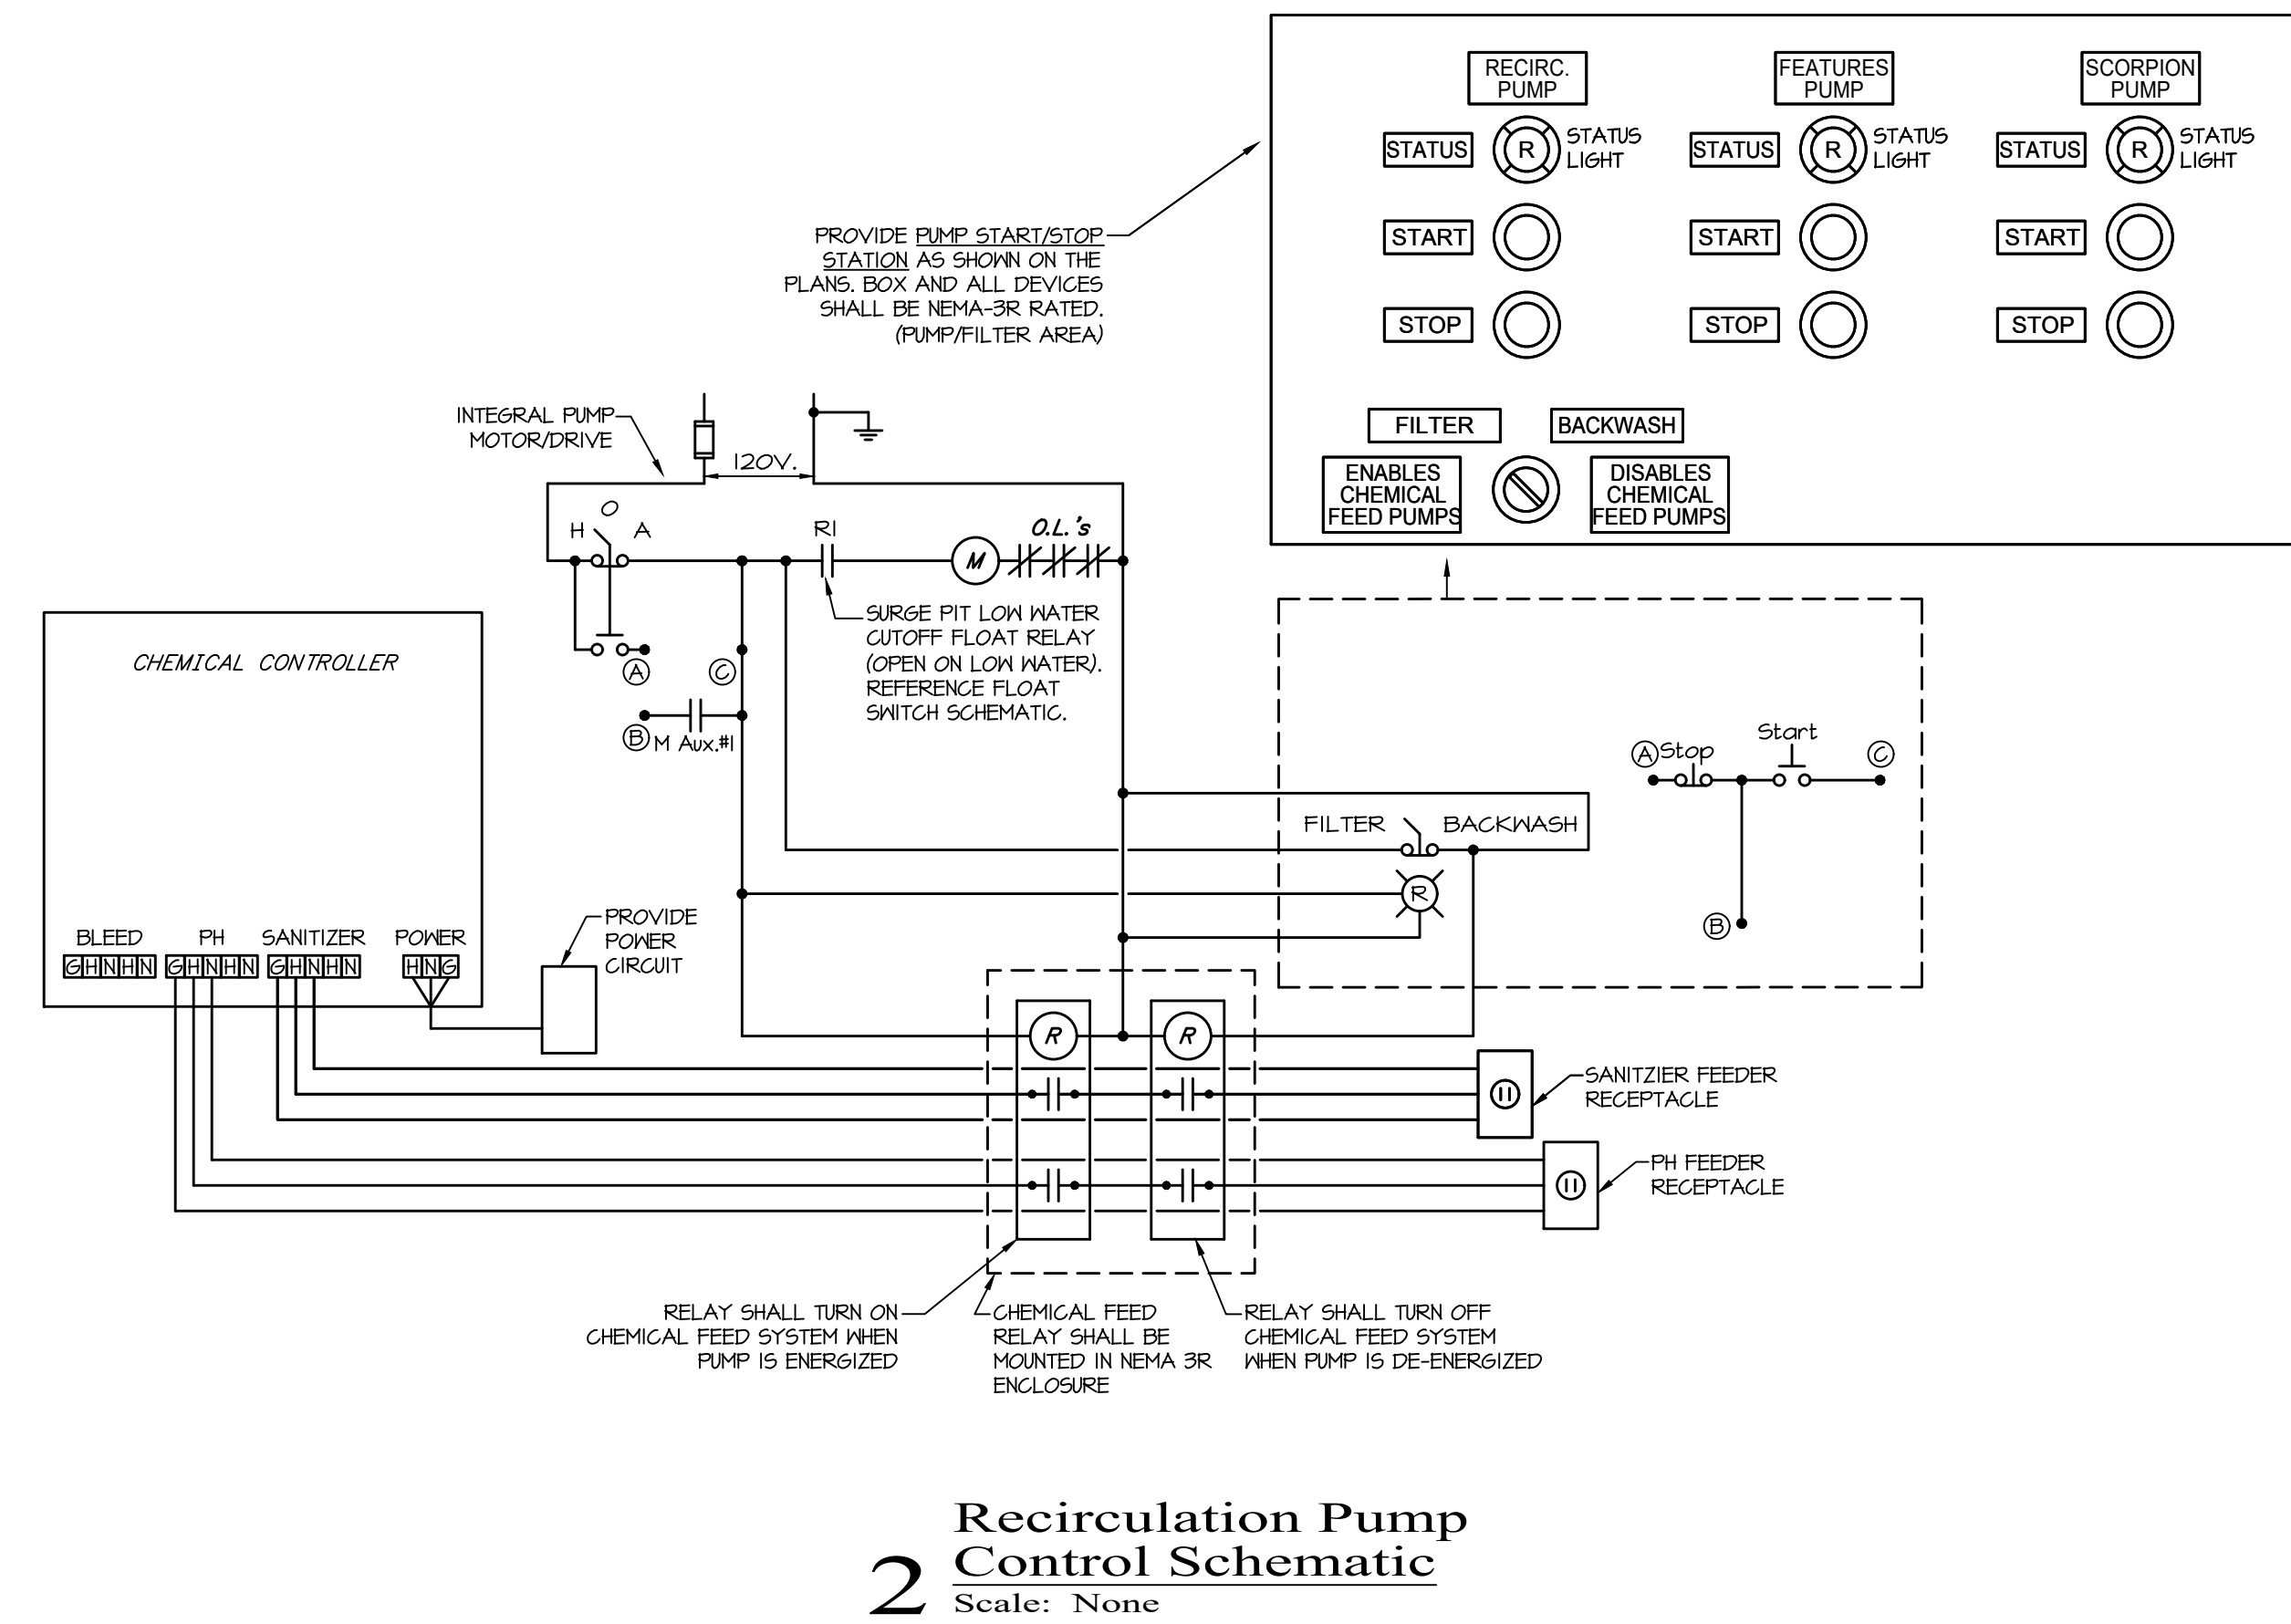 RECIRC.
PUMP
FEATURES
PUMP
SCORPION
PUMP
STATUS
R
STATUS
LIGHT
STATUS
R
STATUS
LIGHT
STATUS
R
STATUS
LIGHT
START
START
START
STOP
STOP
STOP
FILTER
BACKWASH
ENABLES
CHEMICAL
FEED PUMPS
DISABLES
CHEMICAL
FEED PUMPS
PROVIDE PUMP START/STOP
STATION AS SHOWN ON THE
PLANS. BOX AND ALL DEVICES
SHALL BE NEMA-3R RATED.
(PUMP/FILTER AREA)
INTEGRAL PUMP
MOTOR/DRIVE
120V.
H O A
R1
M
O.L.'s
SURGE PIT LOW WATER
CUTOFF FLOAT RELAY
(OPEN ON LOW WATER).
REFERENCE FLOAT
SWITCH SCHEMATIC.
A
C
B
M Aux.#1
A
Stop
Start
C
B
FILTER
BACKWASH
R
CHEMICAL CONTROLLER
BLEED
PH
SANITIZER
POWER
GHNHN
GHNHN
GHNHN
HNG
PROVIDE
POWER
CIRCUIT
R
R
SANITZIER FEEDER
RECEPTACLE
PH FEEDER
RECEPTACLE
RELAY SHALL TURN ON
CHEMICAL FEED SYSTEM WHEN
PUMP IS ENERGIZED
CHEMICAL FEED
RELAY SHALL BE
MOUNTED IN NEMA 3R
ENCLOSURE
RELAY SHALL TURN OFF
CHEMICAL FEED SYSTEM
WHEN PUMP IS DE-ENERGIZED
2
Recirculation Pump
Control Schematic
Scale: None